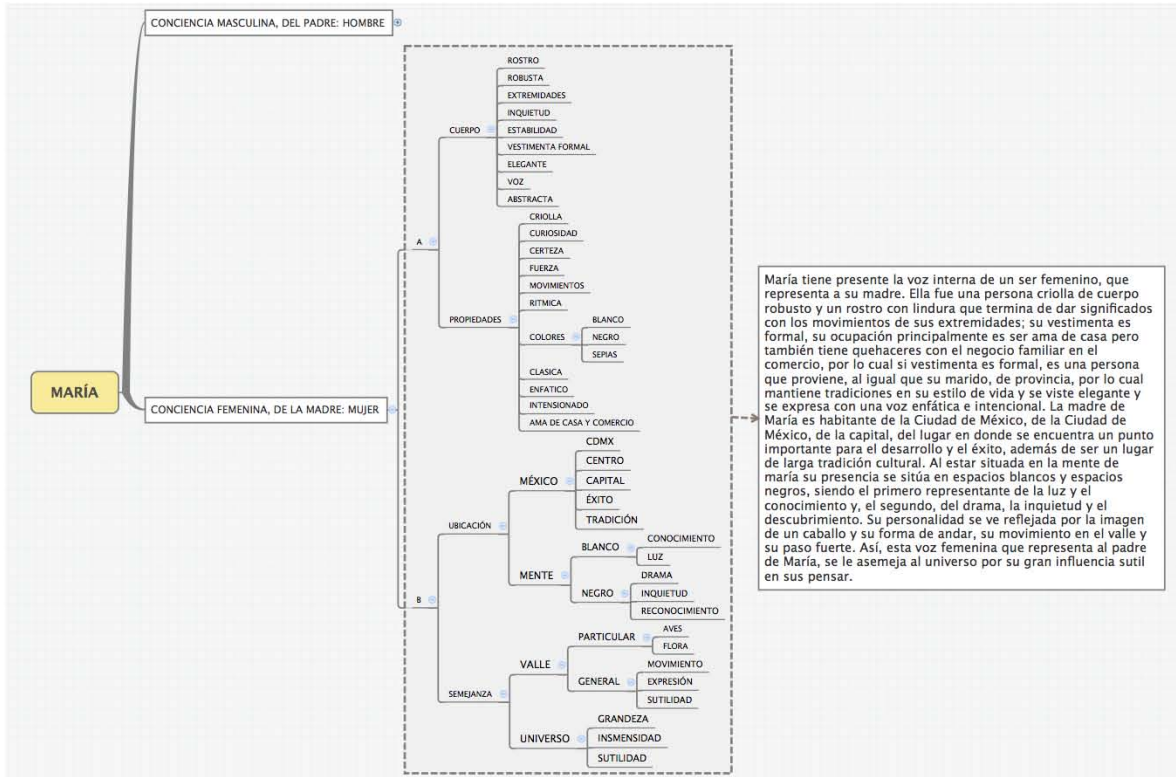 CONCIENCIA MASCULINA, DEL PADRE: HOMBRE
MARÍA
CONCIENCIA FEMENINA, DE LA MADRE: MUJER
A
CUERPO
ROSTRO
ROBUSTA
EXTREMIDADES
INQUIETUD
ESTABILIDAD
VESTIMENTA FORMAL
ELEGANTE
VOZ
ABSTRACTA
PROPIEDADES
CRIOLLA
CURIOSIDAD
CERTEZA
FUERZA
MOVIMIENTOS
RITMICA
COLORES
BLANCO
NEGRO
SEPIAS
CLASICA
ENFATICO
INTENSIONADO
AMA DE CASA Y COMERCIO
B
UBICACIÓN
MÉXICO
CDMX
CENTRO
CAPITAL
ÉXITO
TRADICIÓN
MENTE
BLANCO
CONOCIMIENTO
LUZ
NEGRO
DRAMA
INQUIETUD
RECONOCIMIENTO
SEMEJANZA
VALLE
PARTICULAR
AVES
FLORA
GENERAL
MOVIMIENTO
EXPRESIÓN
SUTILIDAD
UNIVERSO
GRANDEZA
INSMENSIDAD
SUTILIDAD
María tiene presente la voz interna de un ser femenino, que
representa a su madre. Ella fue una persona criolla de cuerpo
robusto y un rostro con lindura que termina de dar significados
con los movimientos de sus extremidades; su vestimenta es
formal, su ocupación principalmente es ser ama de casa pero
también tiene quehaceres con el negocio familiar en el
comercio, por lo cual si vestimenta es formal, es una persona
que proviene, al igual que su marido, de provincia, por lo cual
mantiene tradiciones en su estilo de vida y se viste elegante y
se expresa con una voz enfática e intencional. La madre de
María es habitante de la Ciudad de México, de la Ciudad de
México, de la capital, del lugar en donde se encuentra un punto
importante para el desarrollo y el éxito, además de ser un lugar
de larga tradición cultural. Al estar situada en la mente de
maría su presencia se sitúa en espacios blancos y espacios
negros, siendo el primero representante de la luz y el
conocimiento y, el segundo, del drama, la inquietud y el
descubrimiento. Su personalidad se ve reflejada por la imagen
de un caballo y su forma de andar, su movimiento en el valle y
su paso fuerte. Así, esta voz femenina que representa al padre
de María, se le asemeja al universo por su gran influencia sutil
en sus pensar.